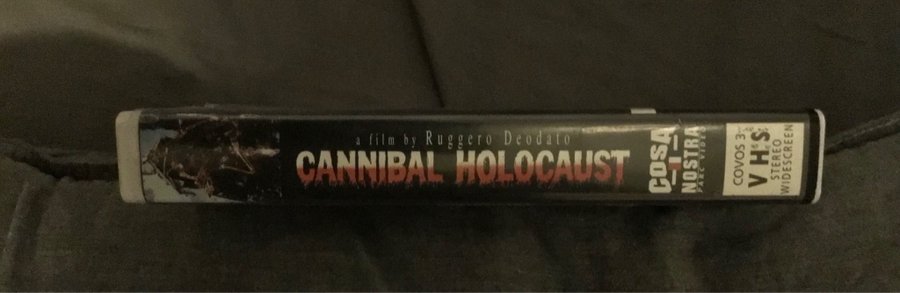 a film by Ruggero Deodato
CANNIBAL HOLOCAUST
COSA
NOSTRA
COVOS 3
VHS
STEREO
WIDESCREEN